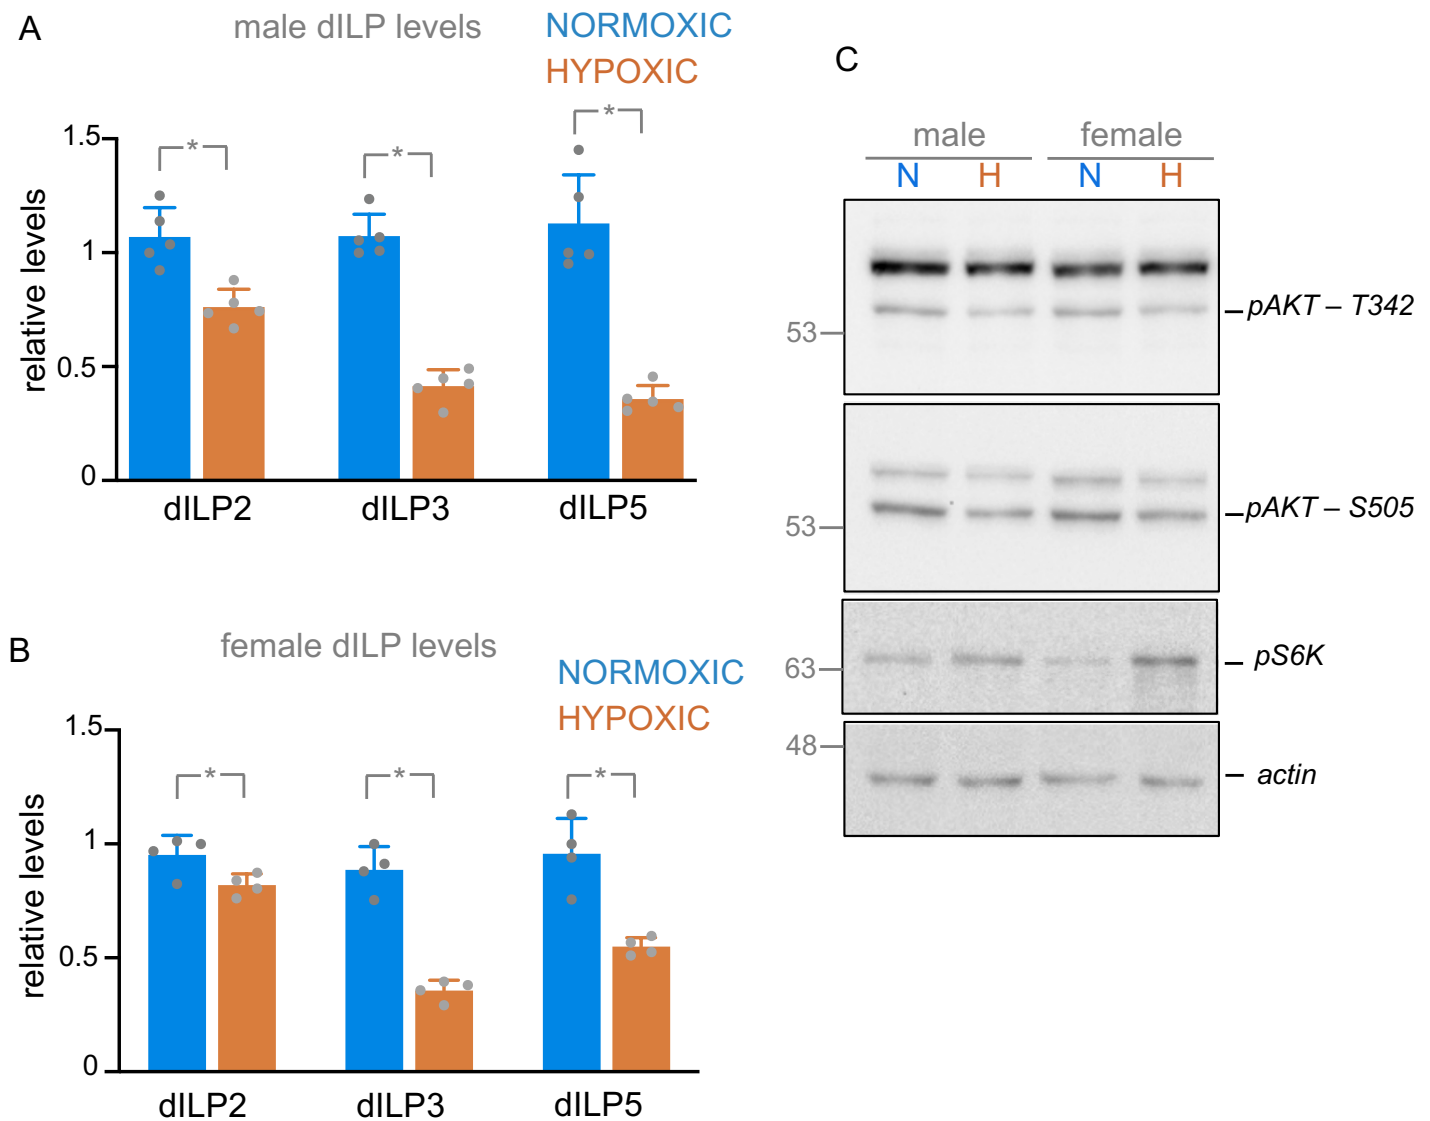 A
male dILP levels
NORMOXIC
HYPOXIC
relative levels
1.5
1
0.5
0
*
*
*
dILP2
dILP3
dILP5
B
female dILP levels
NORMOXIC
HYPOXIC
relative levels
1.5
1
0.5
0
*
*
*
dILP2
dILP3
dILP5
C
male
female
N
H
N
H
53
pAKT – T342
53
pAKT – S505
63
pS6K
48
actin